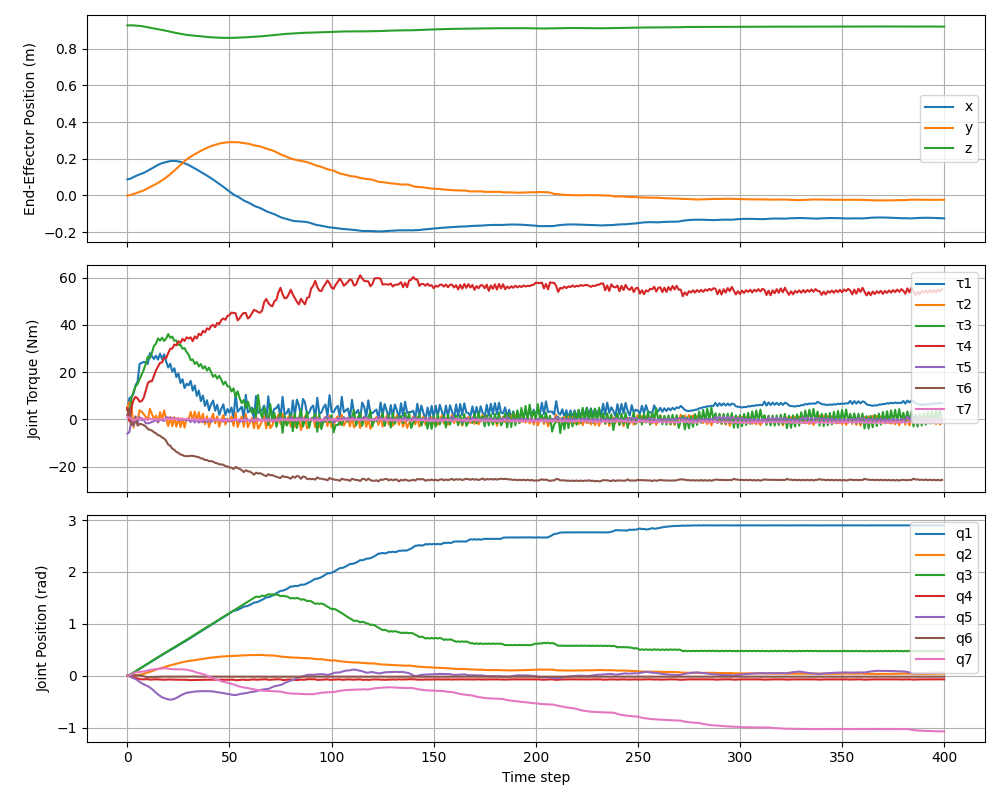 End-Effector Position (m)
0.8
0.6
0.4
0.2
0.0
−0.2
x
y
z
Joint Torque (Nm)
60
40
20
0
−20
τ1
τ2
τ3
τ4
τ5
τ6
τ7
Joint Position (rad)
3
2
1
0
−1
q1
q2
q3
q4
q5
q6
q7
0 50 100 150 200 250 300 350 400
Time step